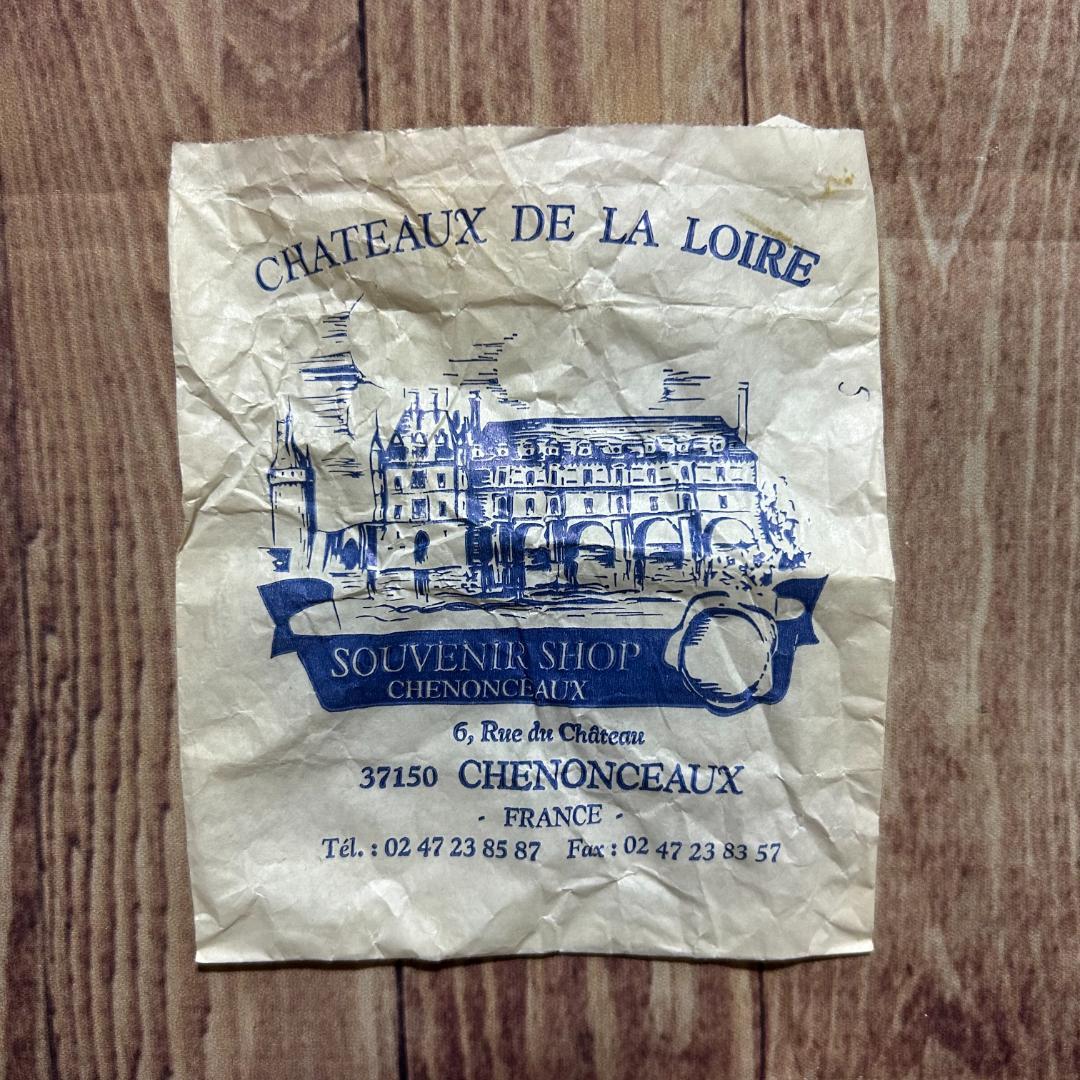 CHATEAUX DE LA LOIRE
SOUVENIR SHOP
CHENONCEAUX
6, Rue du Château
37150 CHENONCEAUX
- FRANCE -
Tél. : 02 47 23 85 87 Fax : 02 47 23 83 57